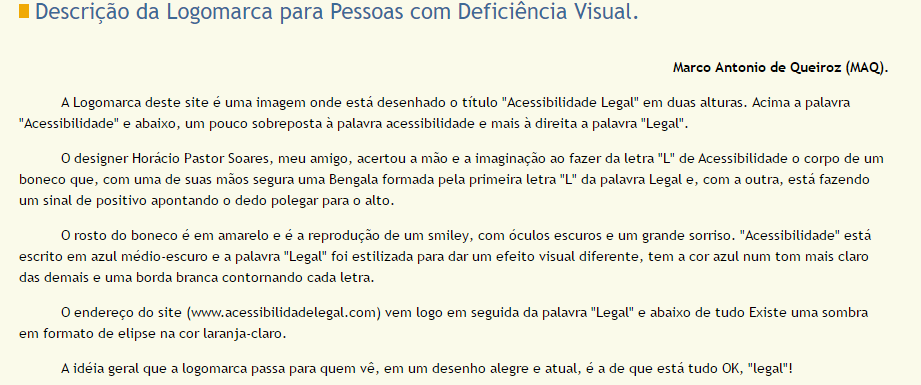 Descrição da Logomarca para Pessoas com Deficiência Visual.
Marco Antonio de Queiroz (MAQ).
A Logomarca deste site é uma imagem onde está desenhado o título "Acessibilidade Legal" em duas alturas. Acima a palavra
"Acessibilidade" e abaixo, um pouco sobreposta à palavra acessibilidade e mais à direita a palavra "Legal".
O designer Horácio Pastor Soares, meu amigo, acertou a mão e a imaginação ao fazer da letra "L" de Acessibilidade o corpo de um
boneco que, com uma de suas mãos segura uma Bengala formada pela primeira letra "L" da palavra Legal e, com a outra, está fazendo
um sinal de positivo apontando o dedo polegar para o alto.
O rosto do boneco é em amarelo e é a reprodução de um smiley, com óculos escuros e um grande sorriso. "Acessibilidade" está
escrito em azul médio-escuro e a palavra "Legal" foi estilizada para dar um efeito visual diferente, tem a cor azul num tom mais claro
das demais e uma borda branca contornando cada letra.
O endereço do site (www.acessibilidadelegal.com) vem logo em seguida da palavra "Legal" e abaixo de tudo Existe uma sombra
em formato de elipse na cor laranja-claro.
A idéia geral que a logomarca passa para quem vê, em um desenho alegre e atual, é a de que está tudo OK, "legal"!